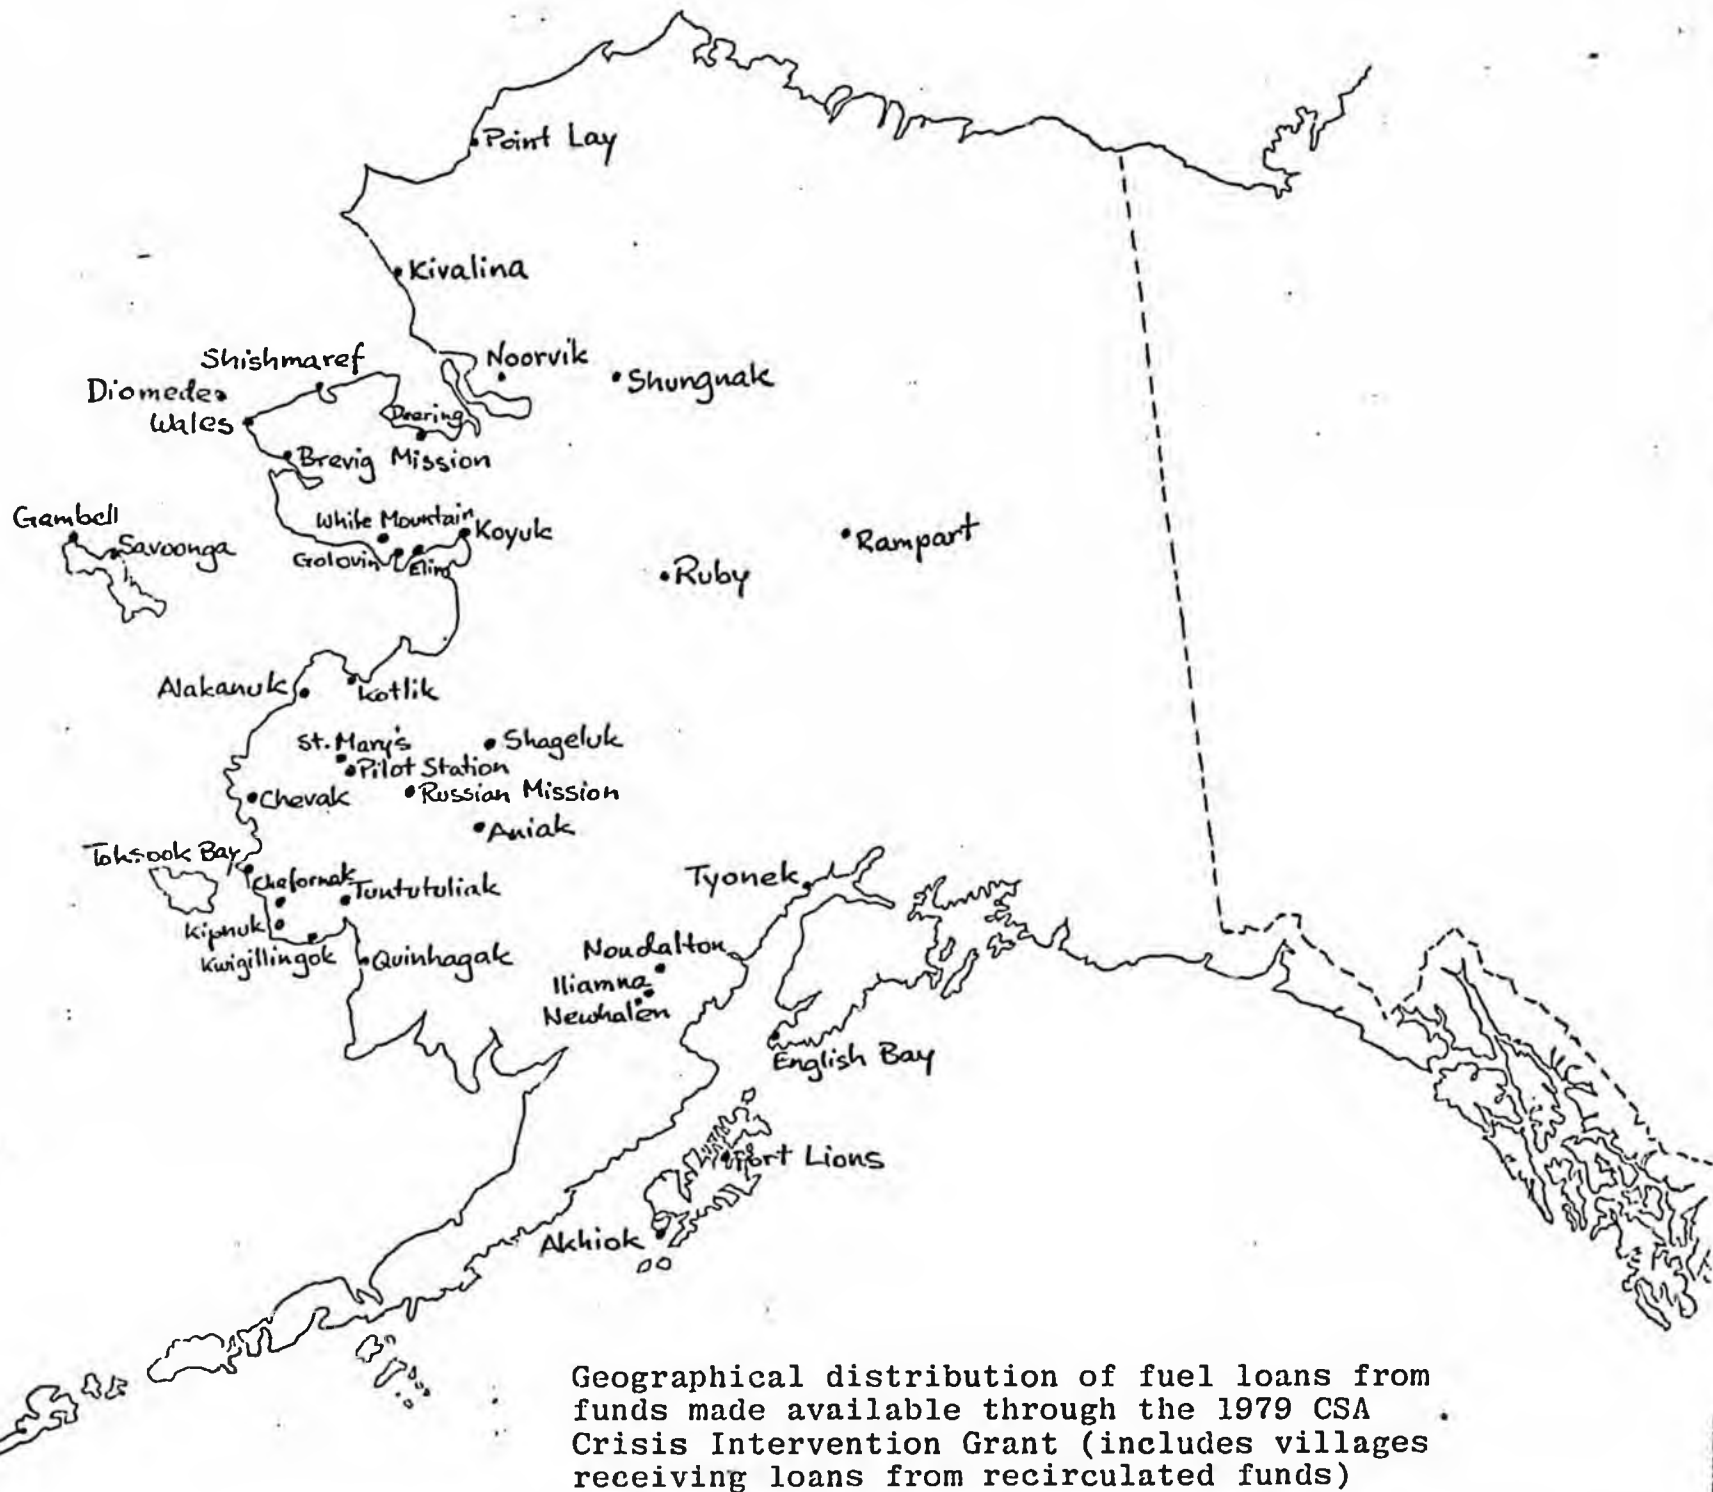 Point Lay
Kivalina
Shishmaref
Noorvik
Shungnak
Diomede
Wales
Deering
Brevig Mission
Gambell
Savoonga
White Mountain
Koyuk
Golovin
Elim
Rampart
Ruby
Alakanuk
Kotlik
St. Mary's
Shageluk
Pilot Station
Russian Mission
Chevak
Aniak
Toksook Bay
Chefornak
Tuntutuliak
Tyonek
Kipnuk
Kwigillingok
Quinhagak
Nondalton
Iliamna
Newhalen
English Bay
Port Lions
Akhiok
Geographical distribution of fuel loans from
funds made available through the 1979 CSA
Crisis Intervention Grant (includes villages
receiving loans from recirculated funds)